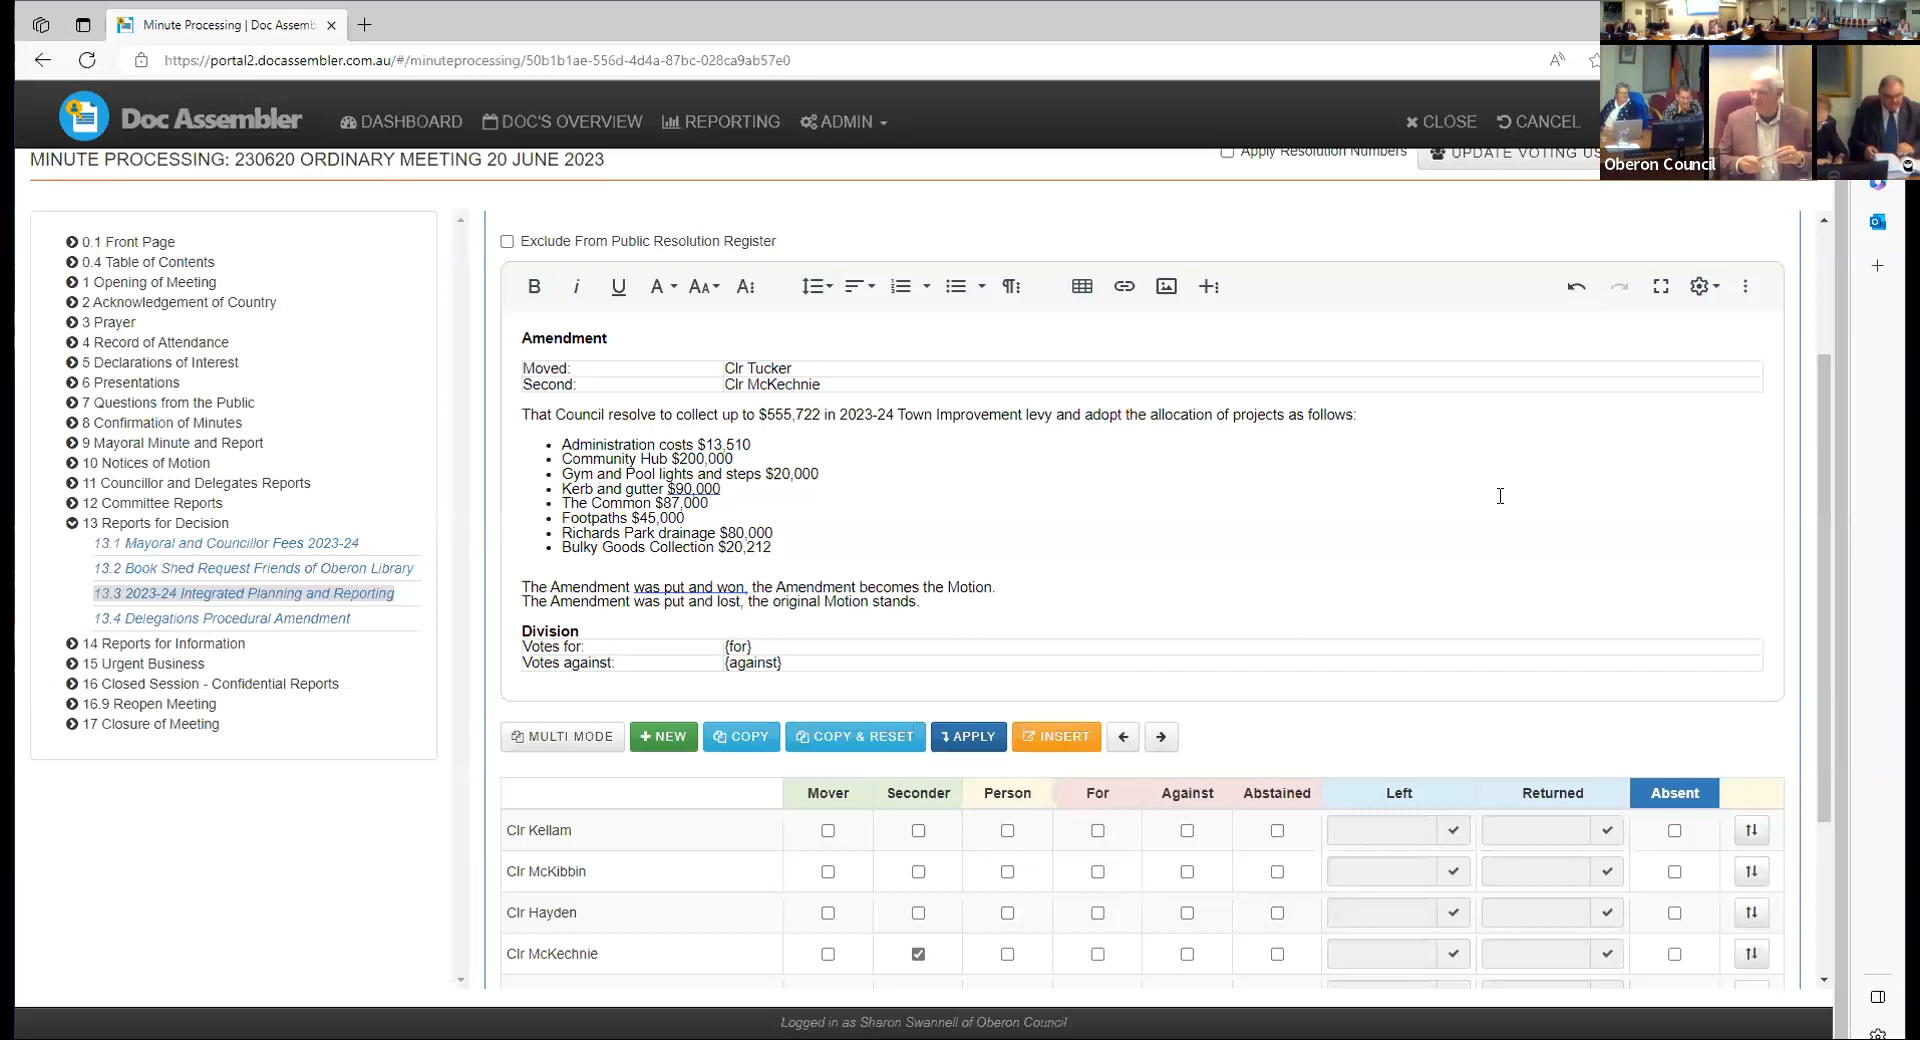 Minute Processing | Doc Assemb
https://portal2.docassembler.com.au/#/minuteprocessing/50b1b1ae-556d-4d4a-87bc-028ca9ab57e0
Doc Assembler
DASHBOARD
DOC'S OVERVIEW
REPORTING
ADMIN
CLOSE
CANCEL
Oberon Council
MINUTE PROCESSING: 230620 ORDINARY MEETING 20 JUNE 2023
Apply Resolution Numbers
UPDATE VOTING US
0.1 Front Page
0.4 Table of Contents
1 Opening of Meeting
2 Acknowledgement of Country
3 Prayer
4 Record of Attendance
5 Declarations of Interest
6 Presentations
7 Questions from the Public
8 Confirmation of Minutes
9 Mayoral Minute and Report
10 Notices of Motion
11 Councillor and Delegates Reports
12 Committee Reports
13 Reports for Decision
13.1 Mayoral and Councillor Fees 2023-24
13.2 Book Shed Request Friends of Oberon Library
13.3 2023-24 Integrated Planning and Reporting
13.4 Delegations Procedural Amendment
14 Reports for Information
15 Urgent Business
16 Closed Session - Confidential Reports
16.9 Reopen Meeting
17 Closure of Meeting
Exclude From Public Resolution Register
Amendment
Moved: Clr Tucker
Second: Clr McKechnie
That Council resolve to collect up to $555,722 in 2023-24 Town Improvement levy and adopt the allocation of projects as follows:
• Administration costs $13,510
• Community Hub $200,000
• Gym and Pool lights and steps $20,000
• Kerb and gutter $90,000
• The Common $87,000
• Footpaths $45,000
• Richards Park drainage $80,000
• Bulky Goods Collection $20,212
The Amendment was put and won, the Amendment becomes the Motion.
The Amendment was put and lost, the original Motion stands.
Division
Votes for: {for}
Votes against: {against}
MULTI MODE
NEW
COPY
COPY & RESET
APPLY
INSERT
Mover Seconder Person For Against Abstained Left Returned Absent
Clr Kellam
Clr McKibbin
Clr Hayden
Clr McKechnie
Logged in as Sharon Swannell of Oberon Council